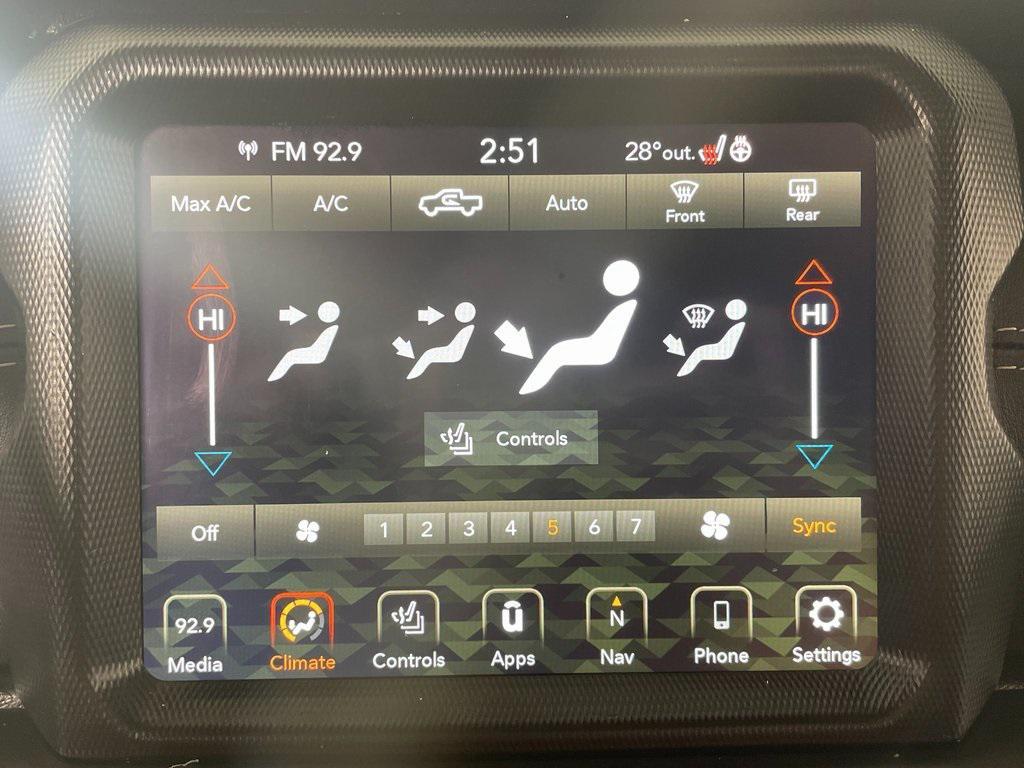 FM 92.9 2:51 28° out.
Max A/C A/C Auto Front Rear
HI HI
Controls
Off 1 2 3 4 5 6 7 Sync
92.9 ū N
Media Climate Controls Apps Nav Phone Settings